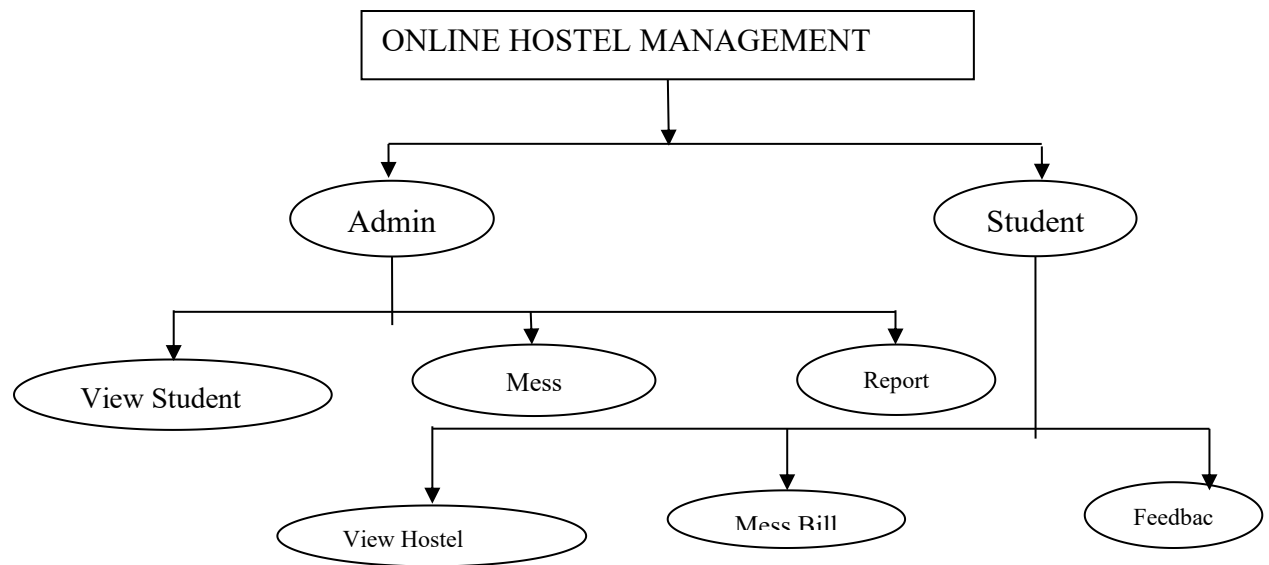 ONLINE HOSTEL MANAGEMENT
Admin
Student
View Student
Mess
Report
View Hostel
Mess Bill
Feedbac